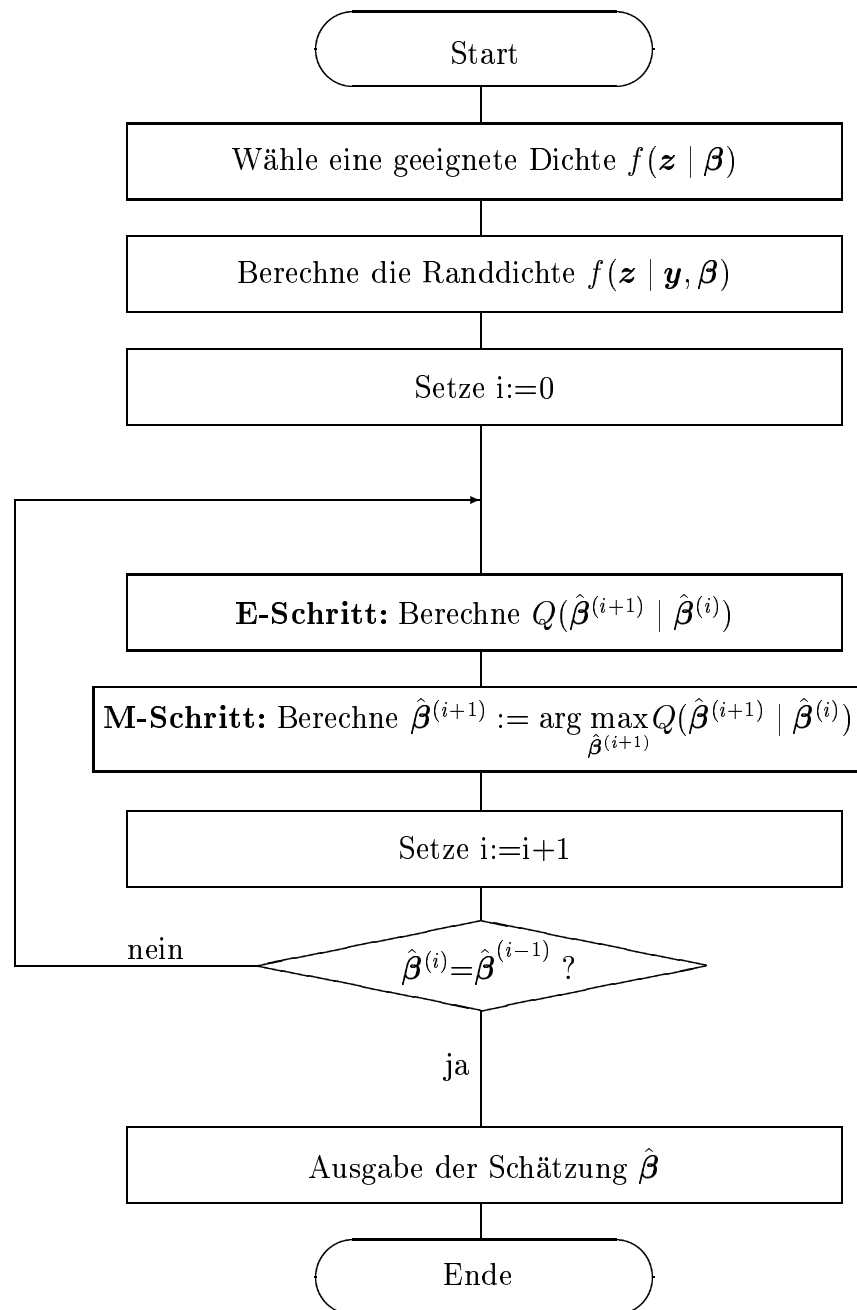 Start
Wähle eine geeignete Dichte f(z | β)
Berechne die Randdichte f(z | y, β)
Setze i:=0
E-Schritt: Berechne Q(β̂^(i+1) | β̂^(i))
M-Schritt: Berechne β̂^(i+1) := arg max Q(β̂^(i+1) | β̂^(i))
β̂^(i+1)
Setze i:=i+1
nein
β̂^(i)=β̂^(i−1) ?
ja
Ausgabe der Schätzung β̂
Ende